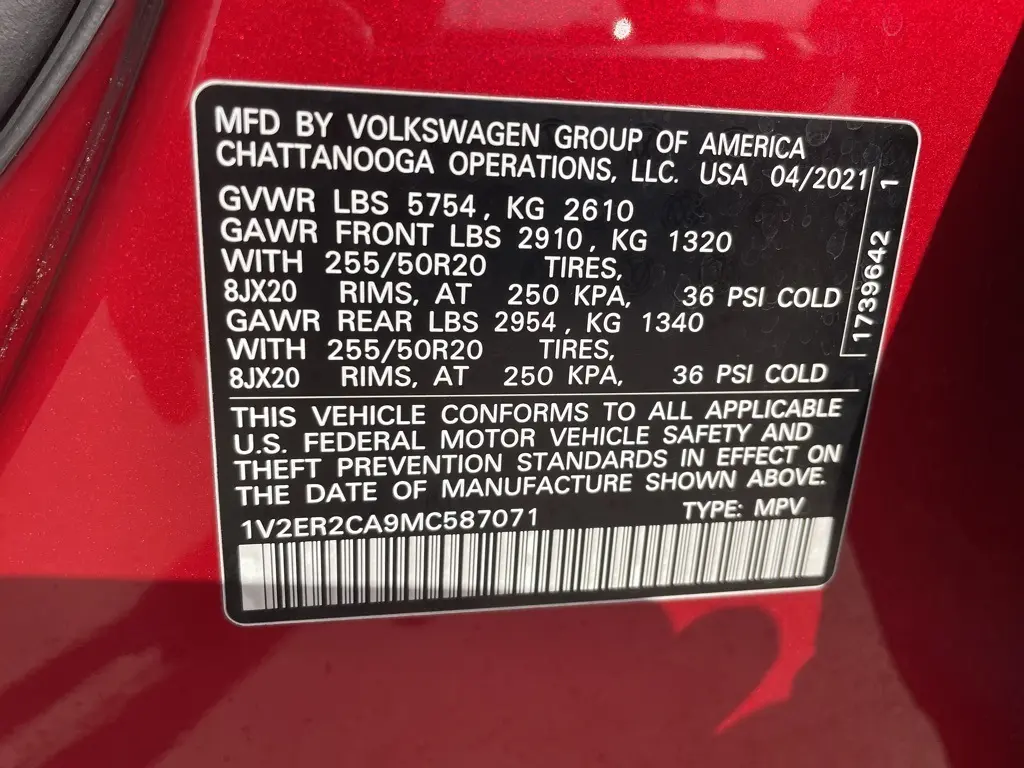 MFD BY VOLKSWAGEN GROUP OF AMERICA
CHATTANOOGA OPERATIONS, LLC. USA 04/2021
GVWR LBS 5754, KG 2610
GAWR FRONT LBS 2910, KG 1320
WITH 255/50R20 TIRES,
8JX20 RIMS, AT 250 KPA, 36 PSI COLD
GAWR REAR LBS 2954, KG 1340
WITH 255/50R20 TIRES,
8JX20 RIMS, AT 250 KPA, 36 PSI COLD
1739642 1
THIS VEHICLE CONFORMS TO ALL APPLICABLE
U.S. FEDERAL MOTOR VEHICLE SAFETY AND
THEFT PREVENTION STANDARDS IN EFFECT ON
THE DATE OF MANUFACTURE SHOWN ABOVE.
1V2ER2CA9MC587071 TYPE: MPV